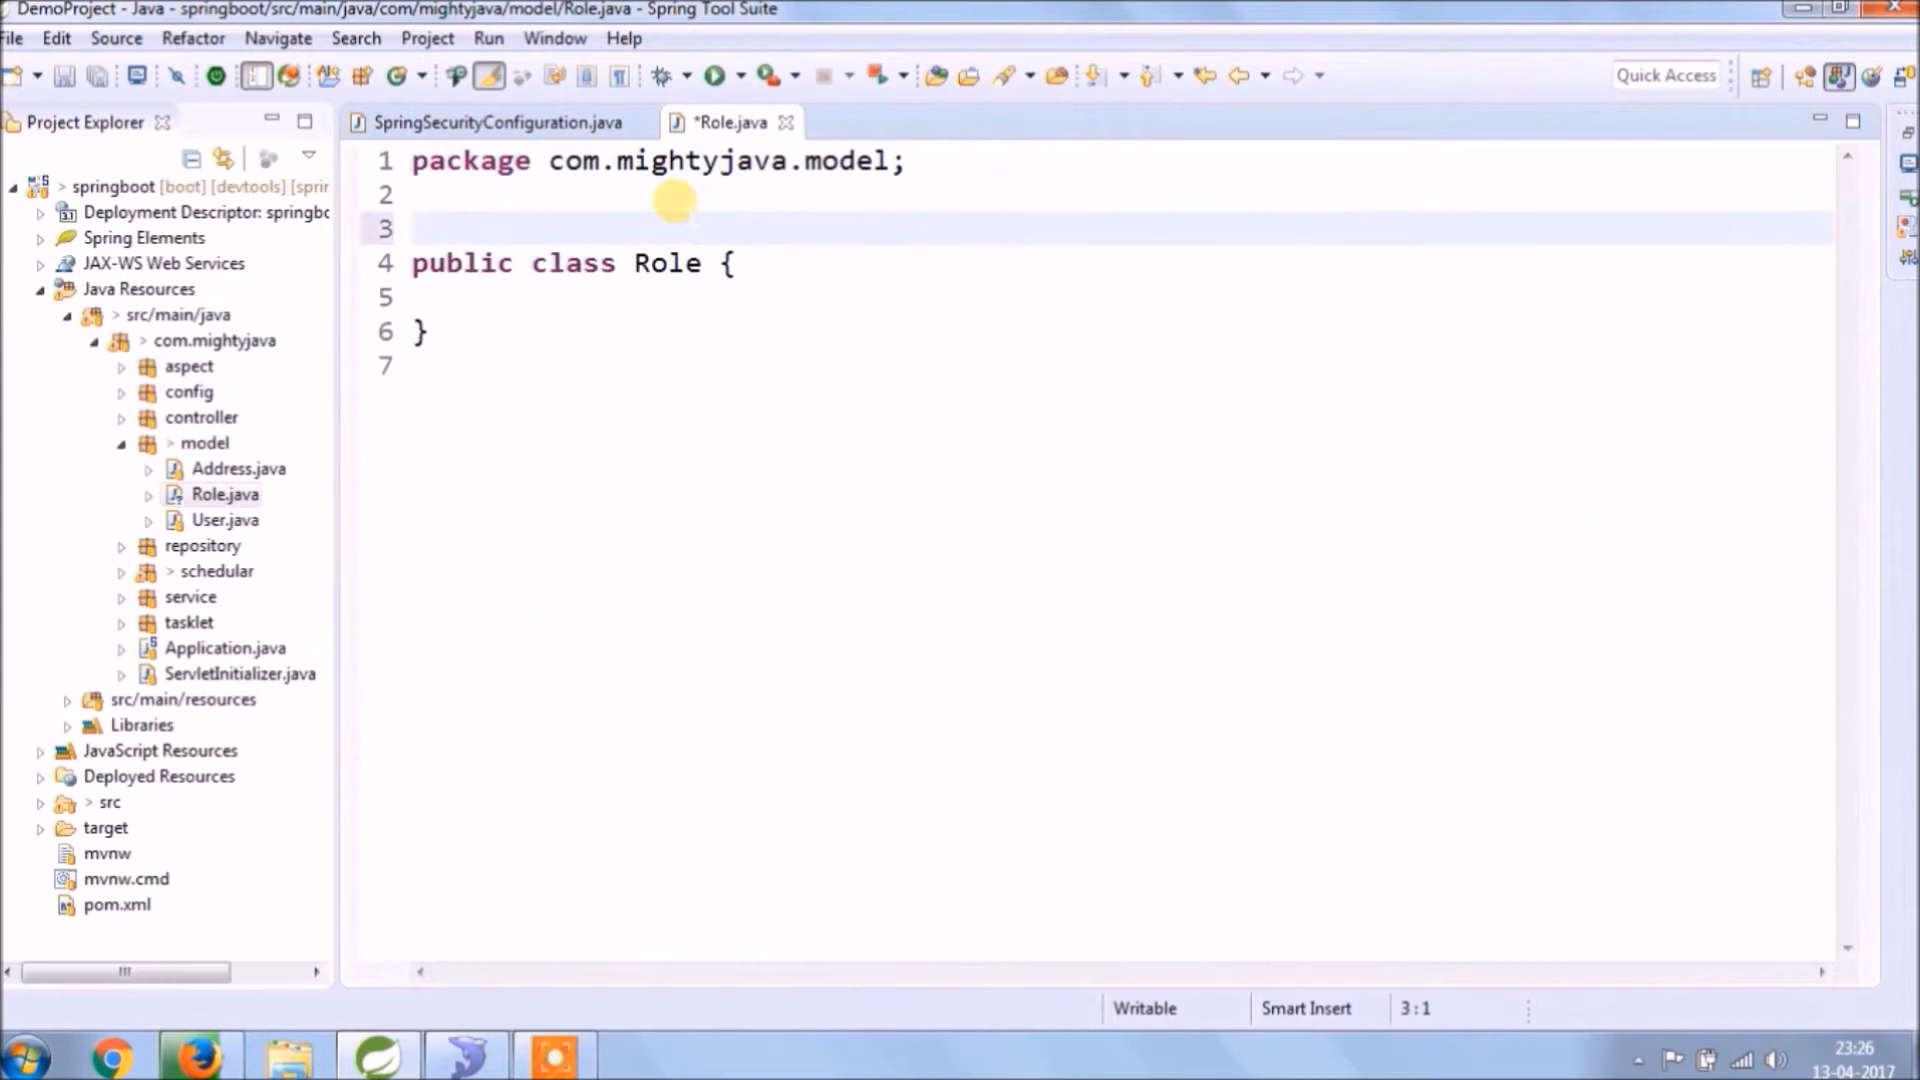 DemoProject - Java - springboot/src/main/java/com/mightyjava/model/Role.java - Spring Tool Suite
File Edit Source Refactor Navigate Search Project Run Window Help
Quick Access
Project Explorer
SpringSecurityConfiguration.java
*Role.java
> springboot [boot] [devtools] [sprir
Deployment Descriptor: springbo
Spring Elements
JAX-WS Web Services
Java Resources
> src/main/java
> com.mightyjava
aspect
config
controller
> model
Address.java
Role.java
User.java
repository
> schedular
service
tasklet
Application.java
ServletInitializer.java
src/main/resources
Libraries
JavaScript Resources
Deployed Resources
> src
target
mvnw
mvnw.cmd
pom.xml
1 package com.mightyjava.model;
2
3
4 public class Role {
5
6 }
7
Writable
Smart Insert
3 : 1
23:26
13-04-2017